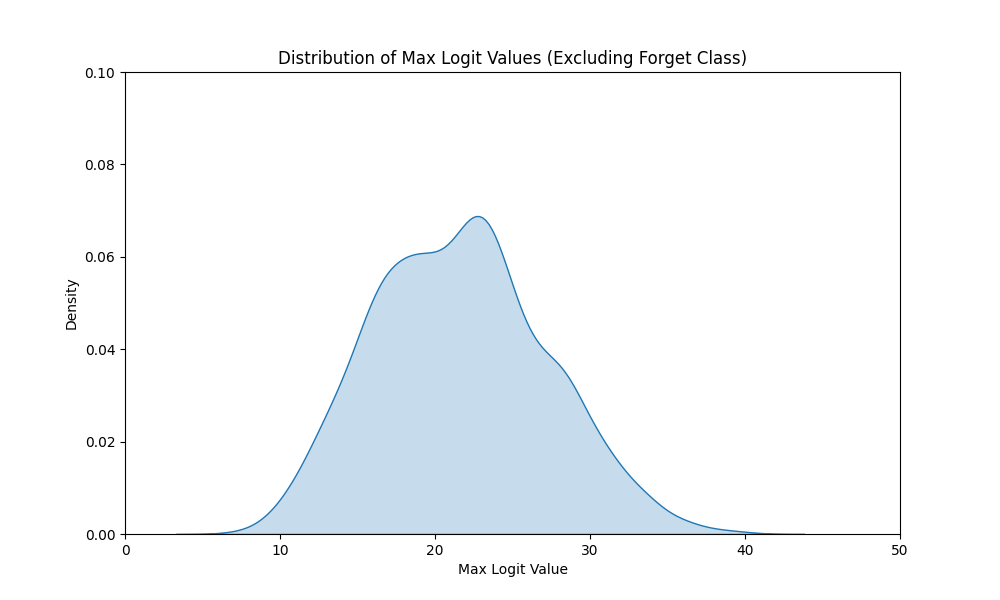 Distribution of Max Logit Values (Excluding Forget Class)
0.10
0.08
0.06
0.04
0.02
0.00
Density
0 10 20 30 40 50
Max Logit Value